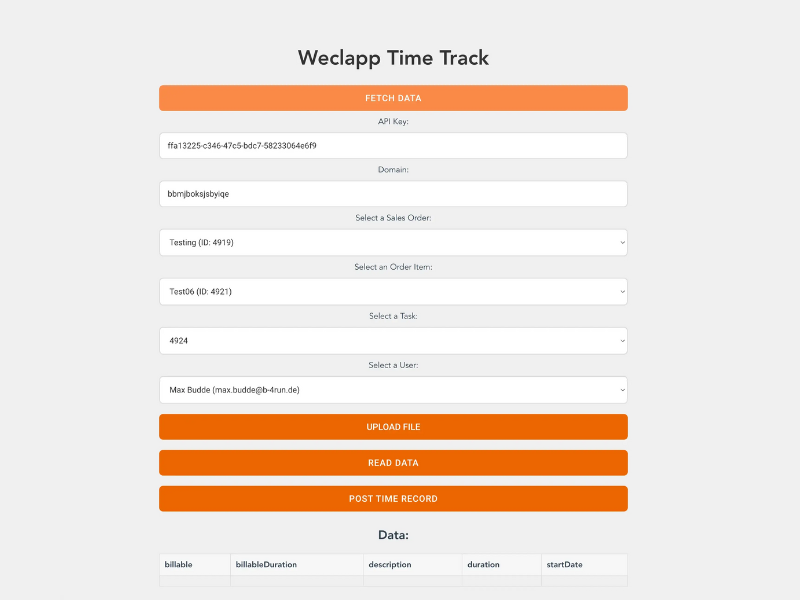 Weclapp Time Track
FETCH DATA
API Key:
ffa13225-c346-47c5-bdc7-58233064e6f9
Domain:
bbmjboksjsbyiqe
Select a Sales Order:
Testing (ID: 4919)
Select an Order Item:
Test06 (ID: 4921)
Select a Task:
4924
Select a User:
Max Budde (max.budde@b-4run.de)
UPLOAD FILE
READ DATA
POST TIME RECORD
Data:
billable billableDuration description duration startDate